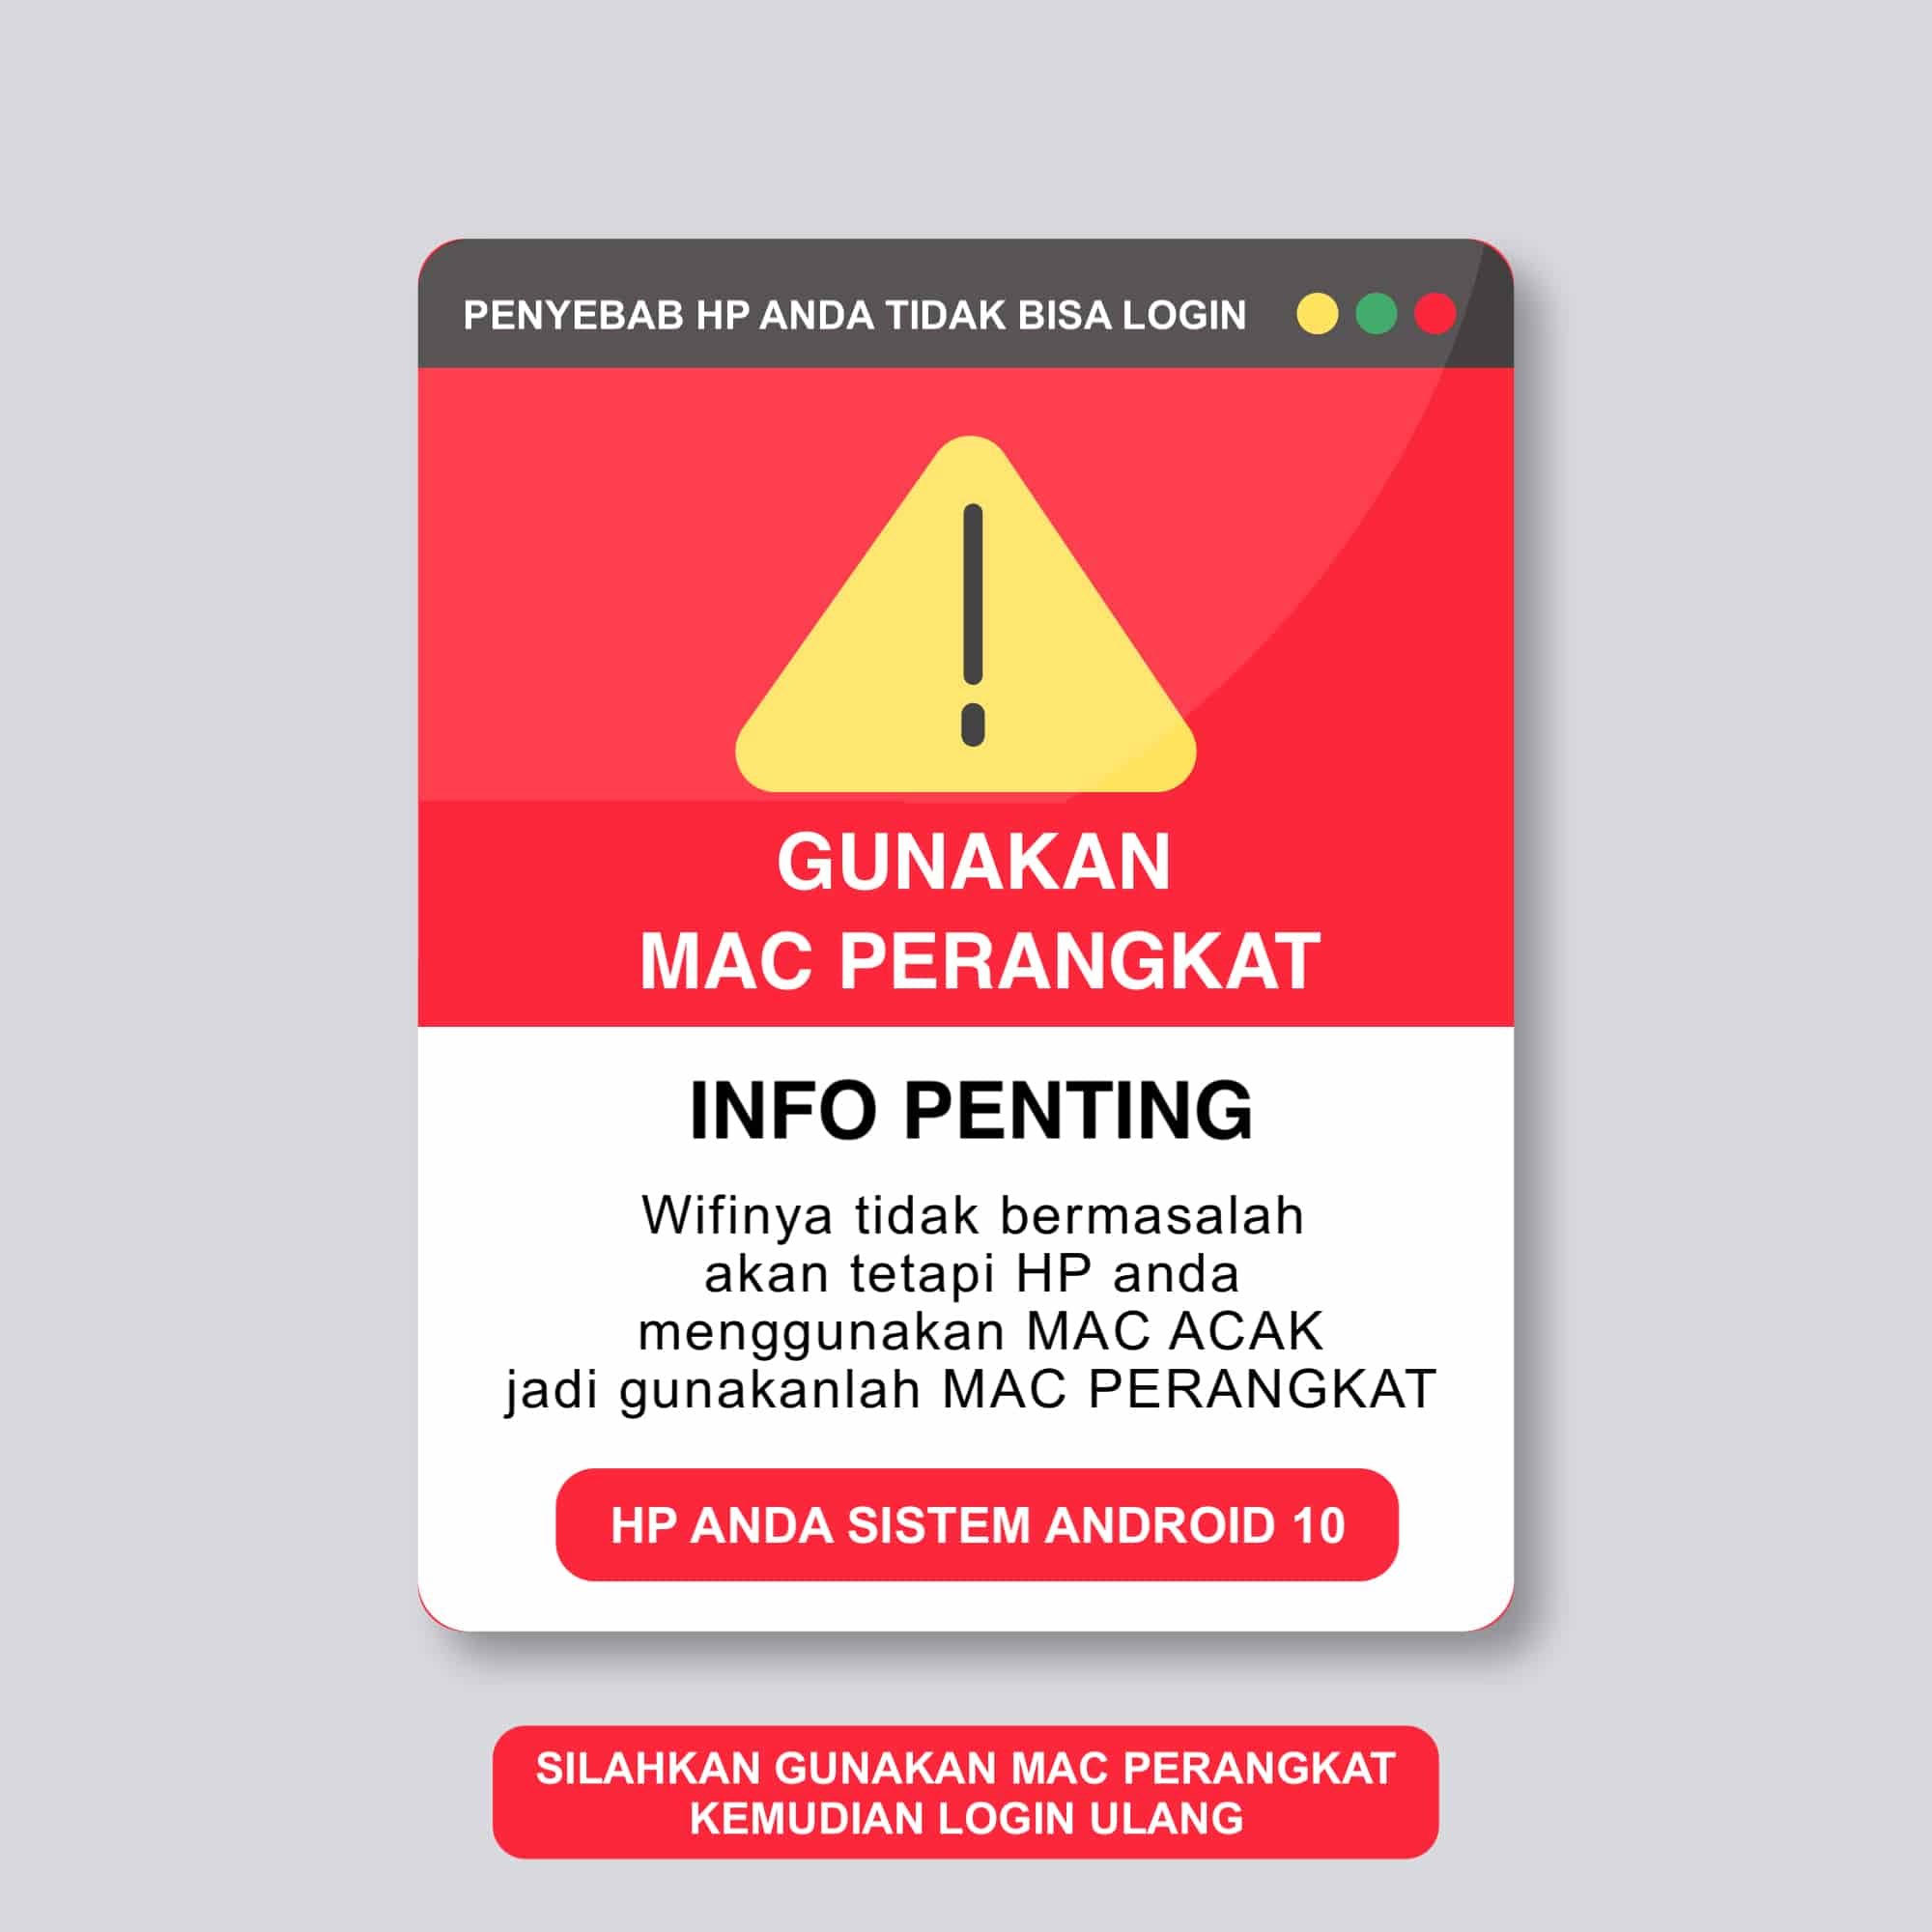 PENYEBAB HP ANDA TIDAK BISA LOGIN
GUNAKAN
MAC PERANGKAT
INFO PENTING
Wifinya tidak bermasalah
akan tetapi HP anda
menggunakan MAC ACAK
jadi gunakanlah MAC PERANGKAT
HP ANDA SISTEM ANDROID 10
SILAHKAN GUNAKAN MAC PERANGKAT
KEMUDIAN LOGIN ULANG